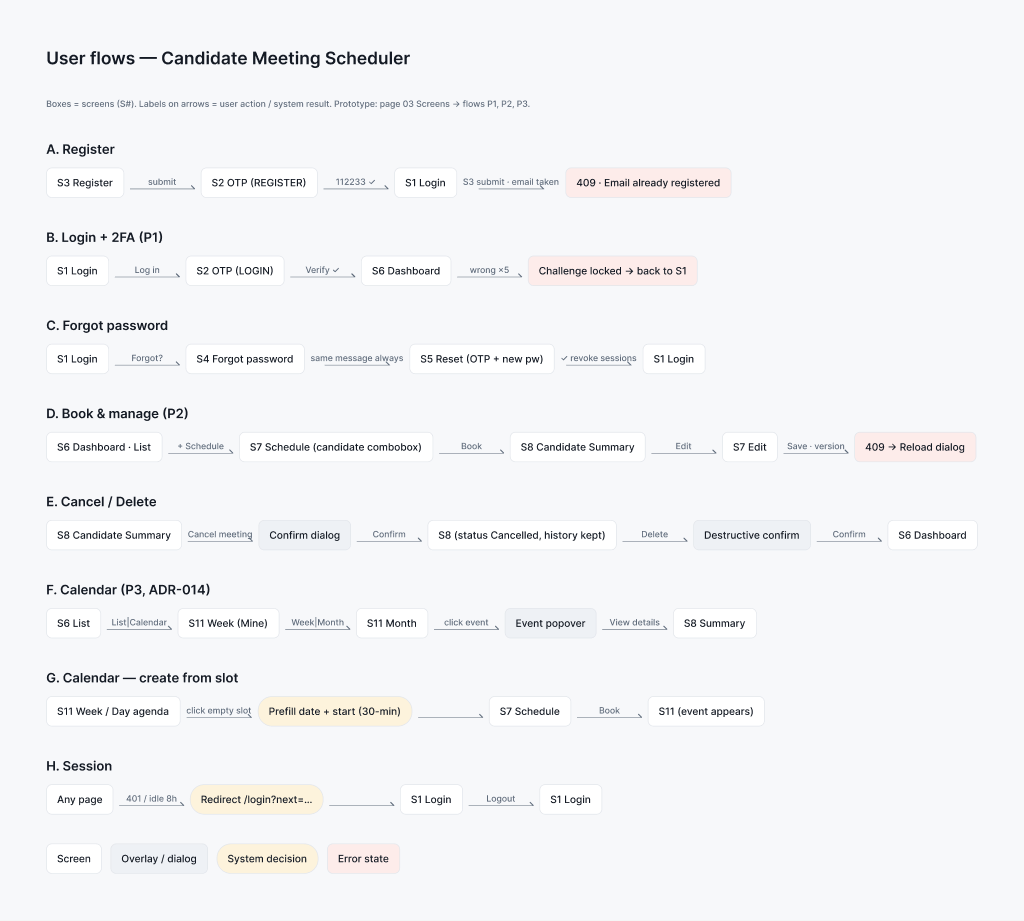 User flows — Candidate Meeting Scheduler
Boxes = screens (S#). Labels on arrows = user action / system result. Prototype: page 03 Screens → flows P1, P2, P3.
A. Register
S3 Register submit S2 OTP (REGISTER) 112233 ✓ S1 Login S3 submit · email taken 409 · Email already registered
B. Login + 2FA (P1)
S1 Login Log in S2 OTP (LOGIN) Verify ✓ S6 Dashboard wrong ×5 Challenge locked → back to S1
C. Forgot password
S1 Login Forgot? S4 Forgot password same message always S5 Reset (OTP + new pw) ✓ revoke sessions S1 Login
D. Book & manage (P2)
S6 Dashboard · List + Schedule S7 Schedule (candidate combobox) Book S8 Candidate Summary Edit S7 Edit Save · version 409 → Reload dialog
E. Cancel / Delete
S8 Candidate Summary Cancel meeting Confirm dialog Confirm S8 (status Cancelled, history kept) Delete Destructive confirm Confirm S6 Dashboard
F. Calendar (P3, ADR-014)
S6 List List|Calendar S11 Week (Mine) Week|Month S11 Month click event Event popover View details S8 Summary
G. Calendar — create from slot
S11 Week / Day agenda click empty slot Prefill date + start (30-min) S7 Schedule Book S11 (event appears)
H. Session
Any page 401 / idle 8h Redirect /login?next=... S1 Login Logout S1 Login
Screen Overlay / dialog System decision Error state